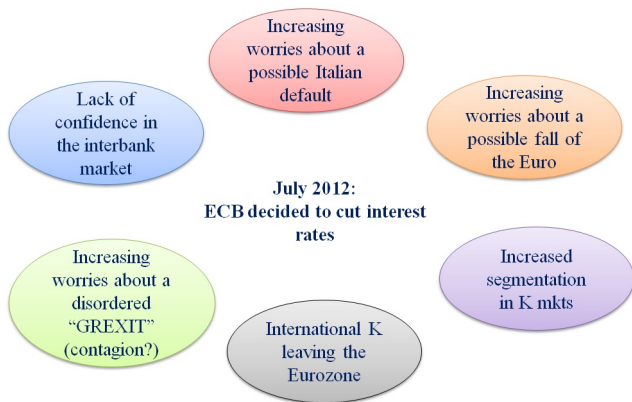 Increasing
worries about a
possible Italian
default
Lack of
confidence in
the interbank
market
Increasing
worries about a
possible fall of
the Euro
July 2012:
ECB decided to cut interest
rates
Increasing
worries about a
disordered
“GREXIT”
(contagion?)
Increased
segmentation
in K mkts
International K
leaving the
Eurozone